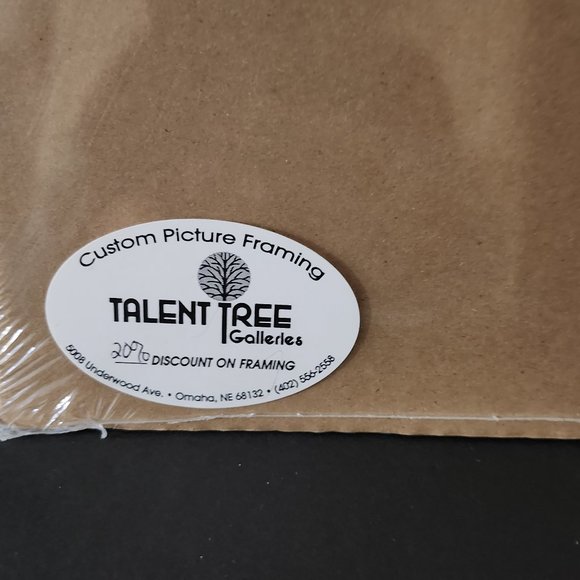 Custom Picture Framing
TALENT TREE
Galleries
20% DISCOUNT ON FRAMING
5008 Underwood Ave. • Omaha, NE 68132 • (402) 556-2558